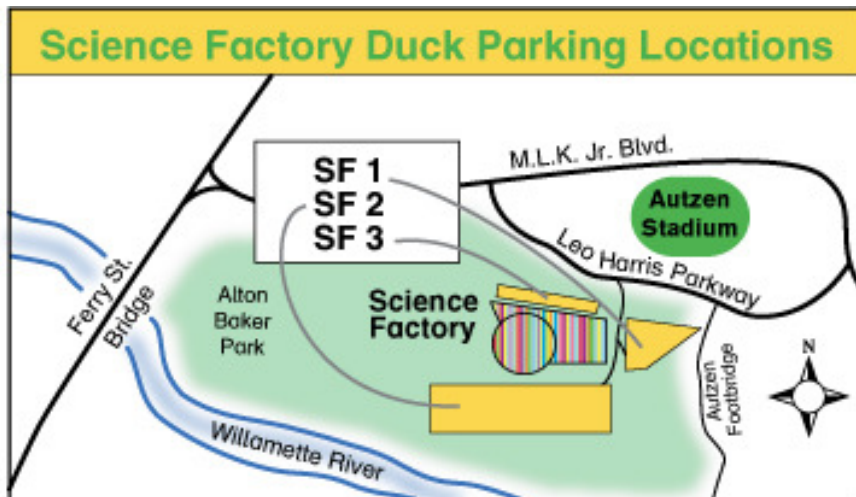 Science Factory Duck Parking Locations
SF 1
SF 2
SF 3
M.L.K. Jr. Blvd.
Autzen
Stadium
Leo Harris Parkway
Ferry St.
Bridge
Alton
Baker
Park
Science
Factory
Autzen
Footbridge
N
Willamette River